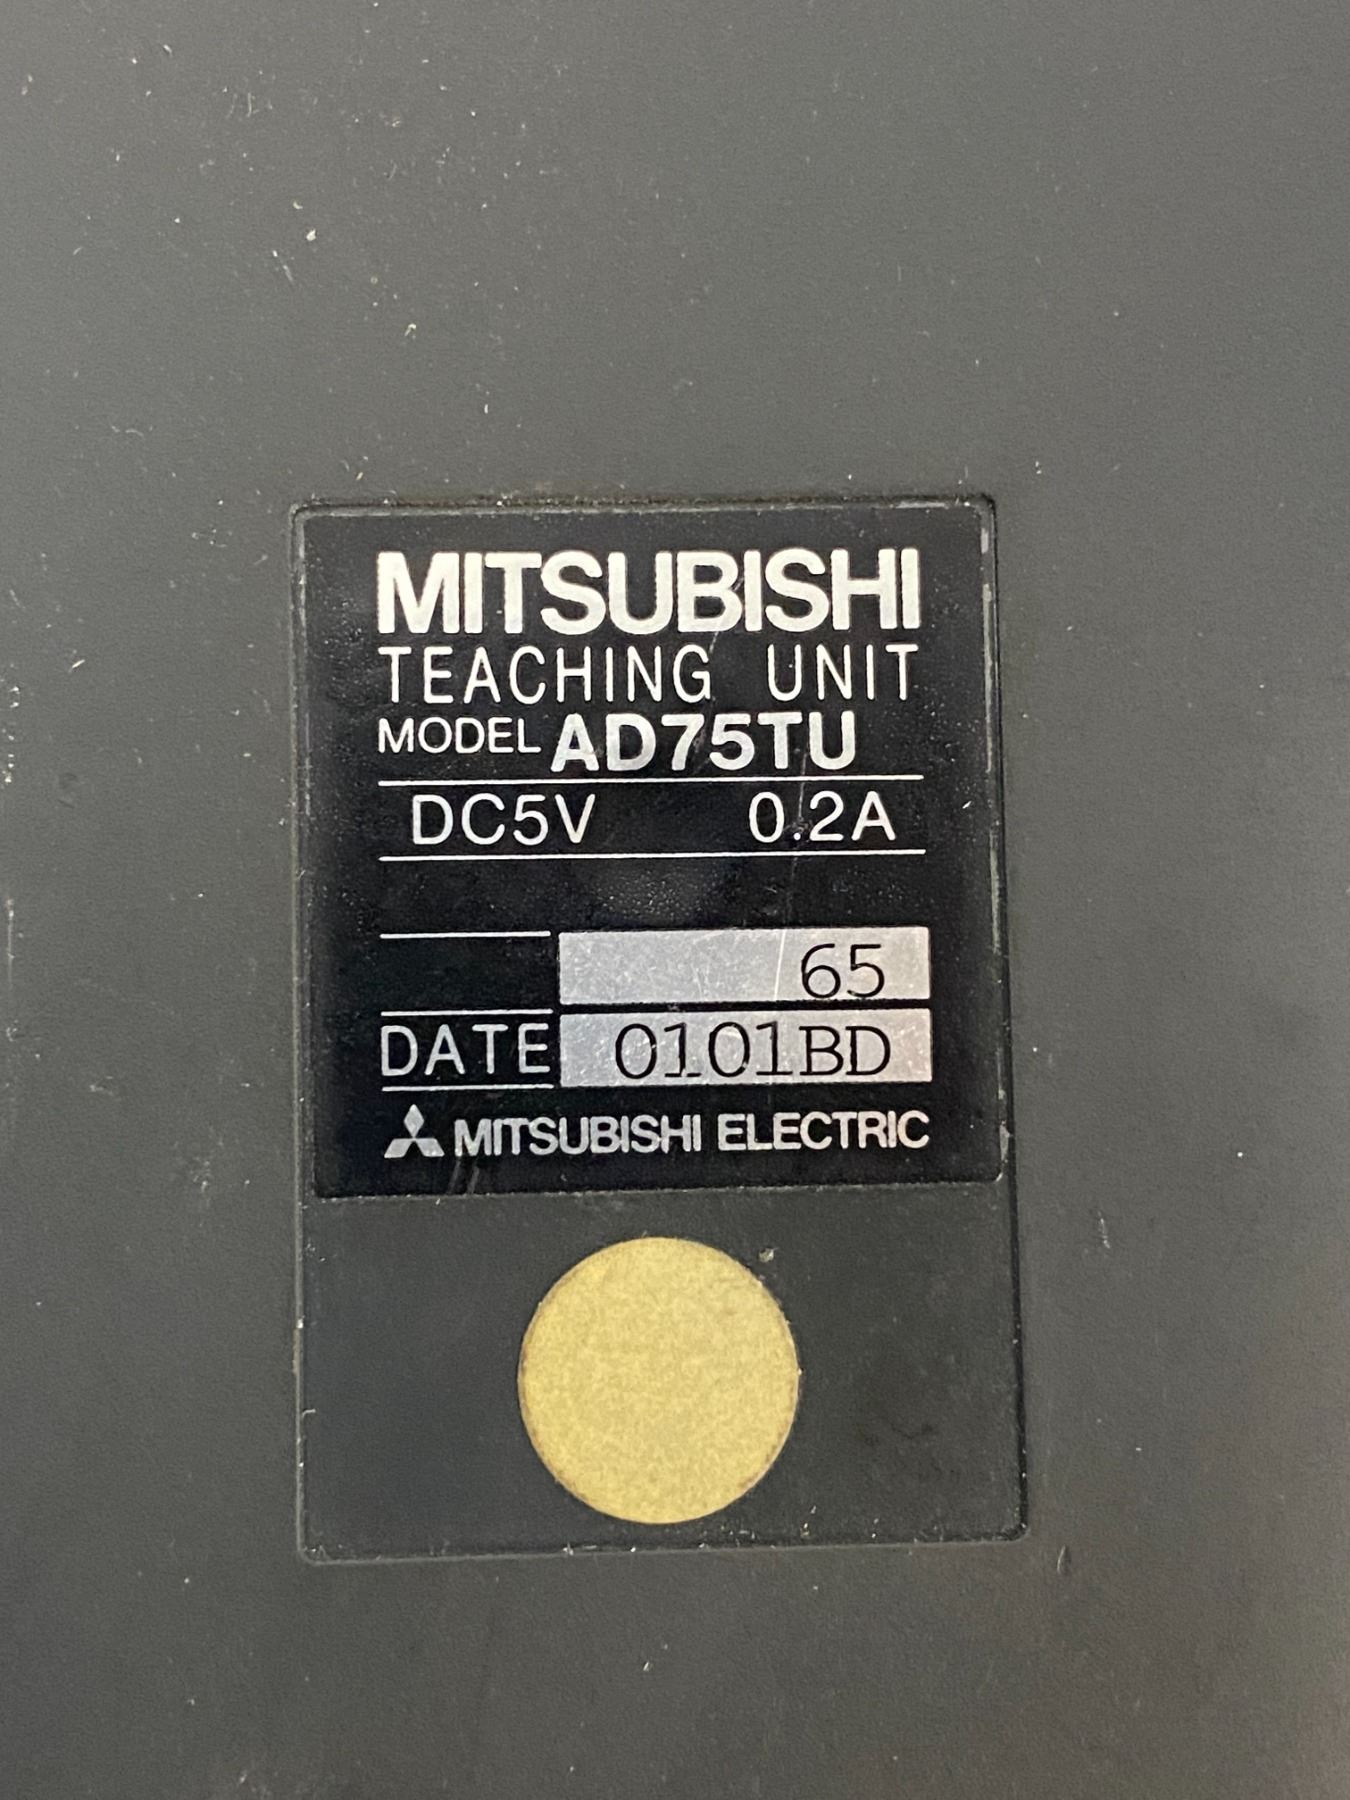 MITSUBISHI
TEACHING UNIT
MODEL AD75TU
DC5V 0.2A
65
DATE 0101BD
MITSUBISHI ELECTRIC